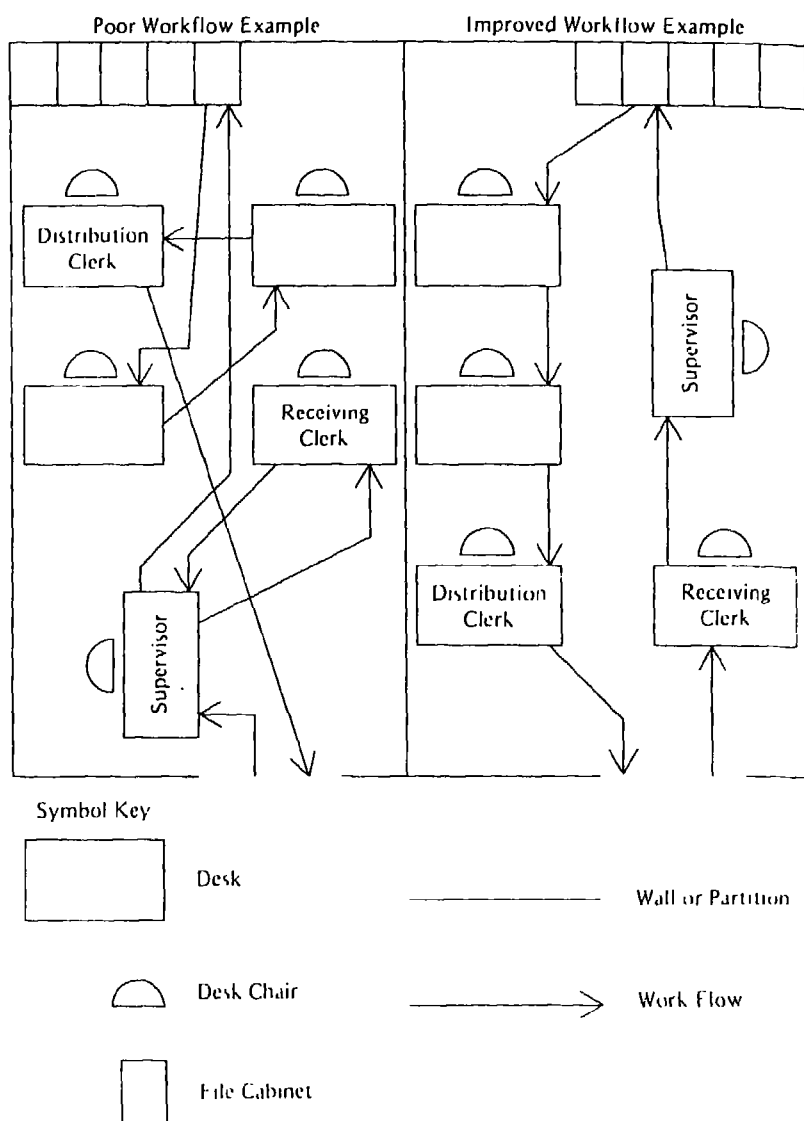 Poor Workflow Example
Improved Workflow Example
Distribution
Clerk
Receiving
Clerk
Supervisor
Supervisor
Distribution
Clerk
Receiving
Clerk
Symbol Key
Desk
Wall or Partition
Desk Chair
Work Flow
File Cabinet